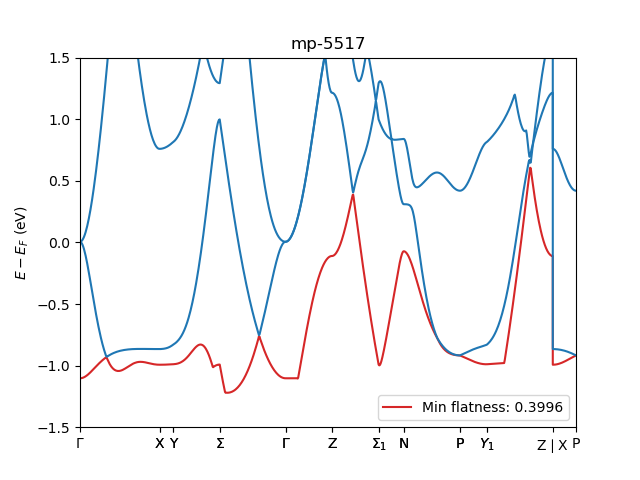 mp-5517
1.5
1.0
0.5
0.0
−0.5
−1.0
−1.5
E − E_F (eV)
Min flatness: 0.3996
Γ X Y Σ Γ Z Σ₁ N P Y₁ Z | X P